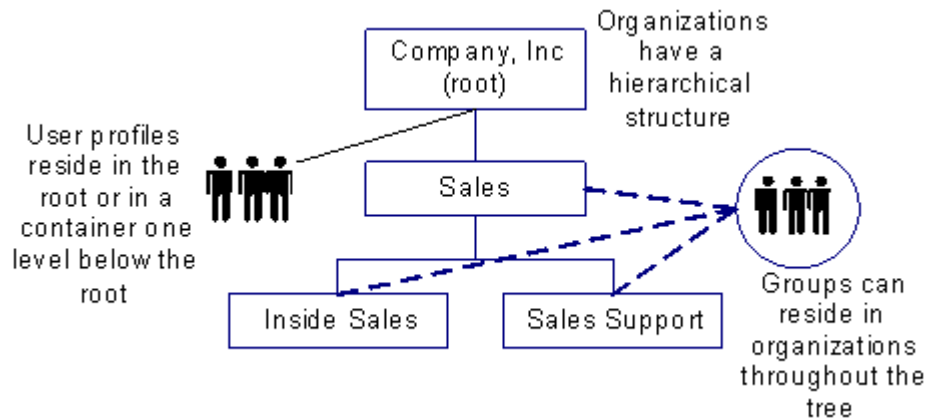 Company, Inc
(root)
Organizations
have a
hierarchical
structure
User profiles
reside in the
root or in a
container one
level below the
root
Sales
Inside Sales
Sales Support
Groups can
reside in
organizations
throughout the
tree